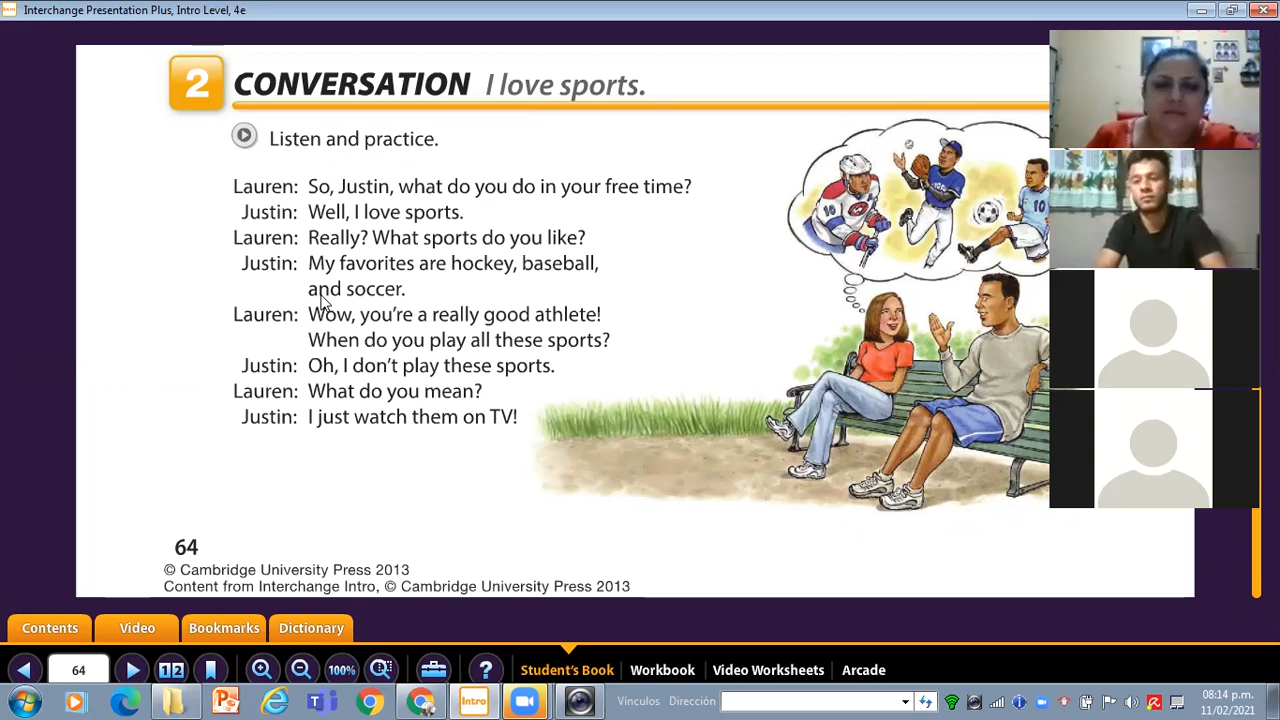 Interchange Presentation Plus, Intro Level, 4e
2 CONVERSATION I love sports.
Listen and practice.
Lauren: So, Justin, what do you do in your free time?
Justin: Well, I love sports.
Lauren: Really? What sports do you like?
Justin: My favorites are hockey, baseball,
and soccer.
Lauren: Wow, you're a really good athlete!
When do you play all these sports?
Justin: Oh, I don't play these sports.
Lauren: What do you mean?
Justin: I just watch them on TV!
10
10
64
© Cambridge University Press 2013
Content from Interchange Intro, © Cambridge University Press 2013
Contents Video Bookmarks Dictionary
64 12 100% ? Student's Book Workbook Video Worksheets Arcade
Intro Vínculos Dirección 08:14 p.m.
11/02/2021